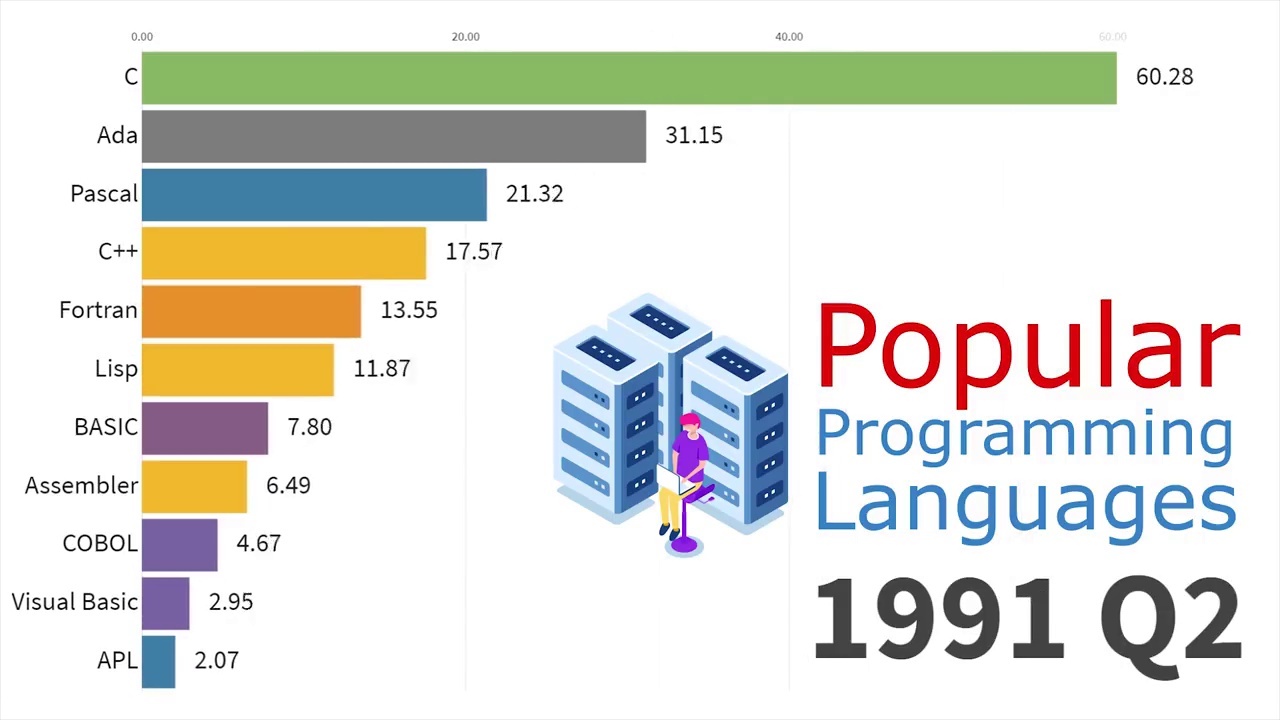 0.00 20.00 40.00 60.00
C 60.28
Ada 31.15
Pascal 21.32
C++ 17.57
Fortran 13.55
Lisp 11.87
BASIC 7.80
Assembler 6.49
COBOL 4.67
Visual Basic 2.95
APL 2.07
Popular
Programming
Languages
1991 Q2